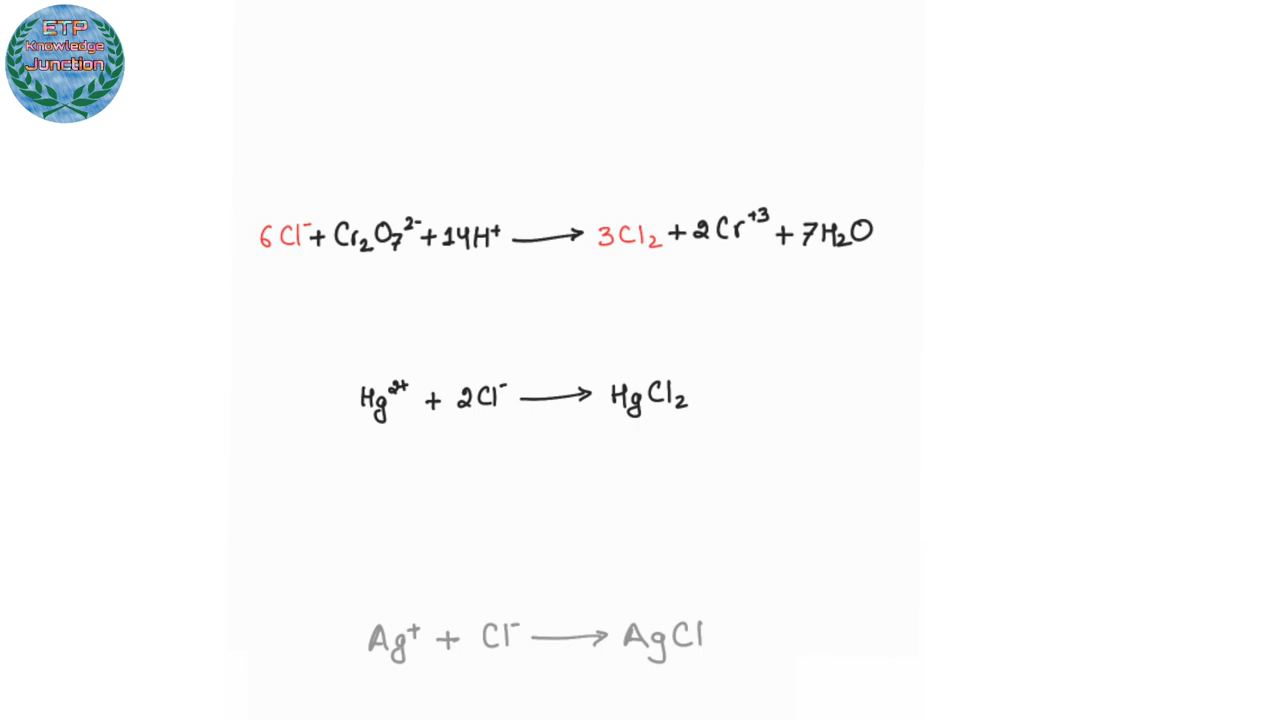 ETP
Knowledge
Junction
6Cl⁻ + Cr₂O₇²⁻ + 14H⁺ ⟶ 3Cl₂ + 2Cr⁺³ + 7H₂O
Hg²⁺ + 2Cl⁻ ⟶ HgCl₂
Ag⁺ + Cl⁻ ⟶ AgCl